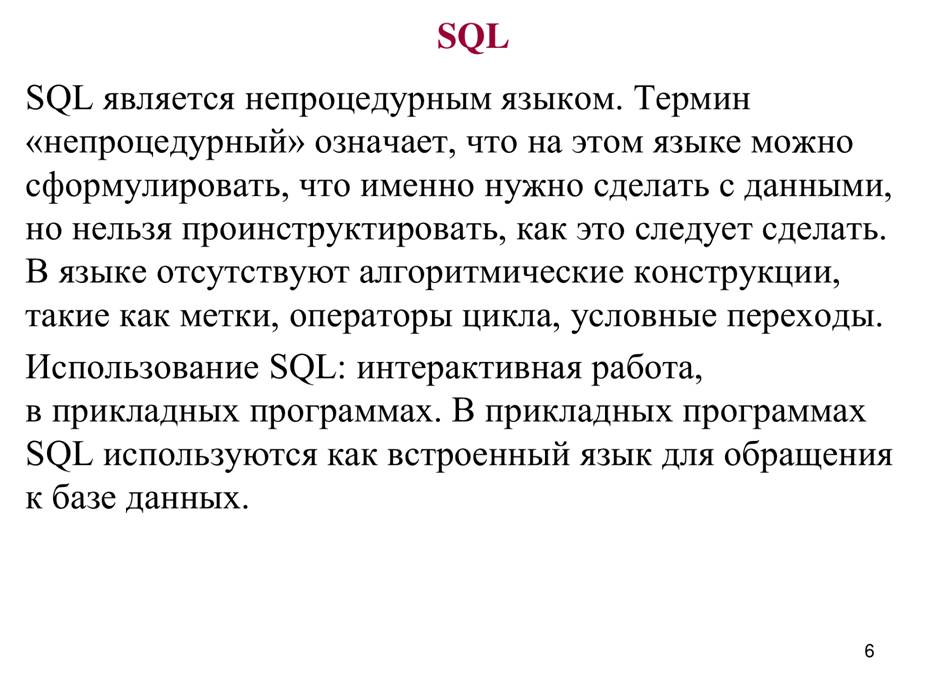 SQL
SQL является непроцедурным языком. Термин
«непроцедурный» означает, что на этом языке можно
сформулировать, что именно нужно сделать с данными,
но нельзя проинструктировать, как это следует сделать.
В языке отсутствуют алгоритмические конструкции,
такие как метки, операторы цикла, условные переходы.
Использование SQL: интерактивная работа,
в прикладных программах. В прикладных программах
SQL используются как встроенный язык для обращения
к базе данных.
6